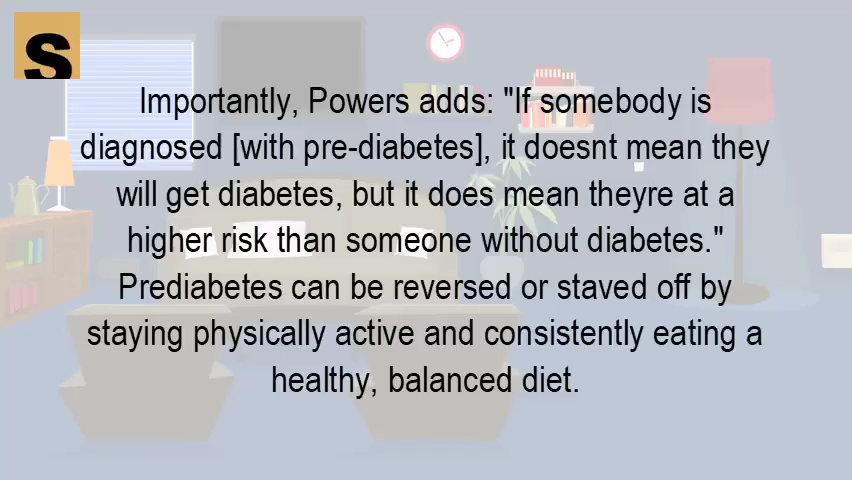 S
Importantly, Powers adds: "If somebody is
diagnosed [with pre-diabetes], it doesnt mean they
will get diabetes, but it does mean theyre at a
higher risk than someone without diabetes."
Prediabetes can be reversed or staved off by
staying physically active and consistently eating a
healthy, balanced diet.